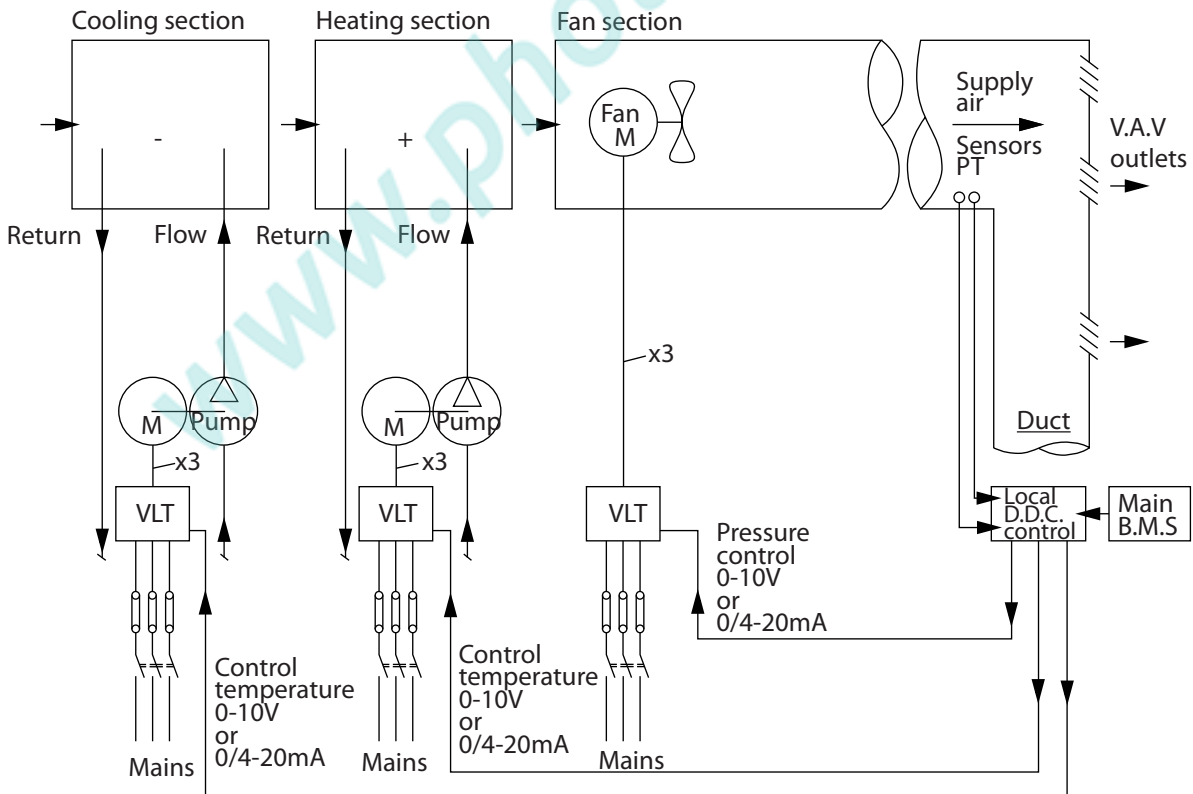 Cooling section
Heating section
Fan section
-
+
Fan
M
Supply
air
Sensors
PT
V.A.V
outlets
Return
Flow
Return
Flow
x3
M
Pump
M
Pump
Duct
x3
x3
VLT
VLT
VLT
Local
D.D.C.
control
Main
B.M.S
Pressure
control
0-10V
or
0/4-20mA
Control
temperature
0-10V
or
0/4-20mA
Control
temperature
0-10V
or
0/4-20mA
Mains
Mains
Mains
www.pho